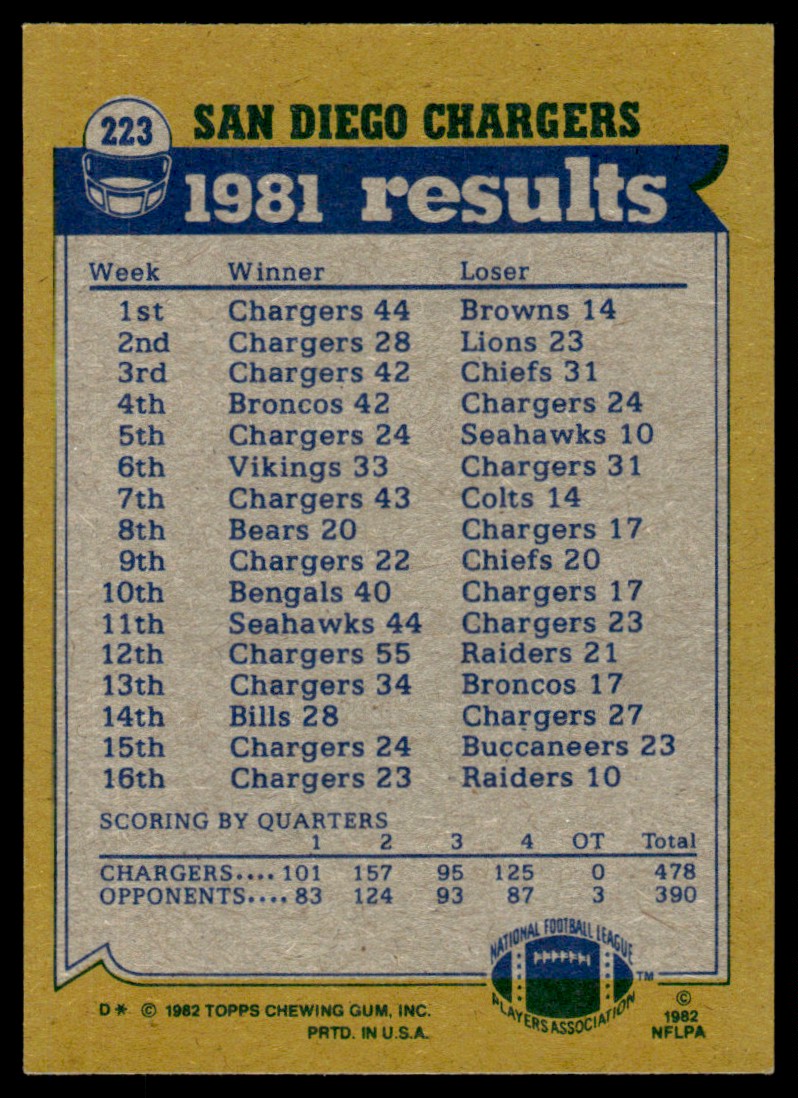 223 SAN DIEGO CHARGERS
1981 results
Week Winner Loser
1st Chargers 44 Browns 14
2nd Chargers 28 Lions 23
3rd Chargers 42 Chiefs 31
4th Broncos 42 Chargers 24
5th Chargers 24 Seahawks 10
6th Vikings 33 Chargers 31
7th Chargers 43 Colts 14
8th Bears 20 Chargers 17
9th Chargers 22 Chiefs 20
10th Bengals 40 Chargers 17
11th Seahawks 44 Chargers 23
12th Chargers 55 Raiders 21
13th Chargers 34 Broncos 17
14th Bills 28 Chargers 27
15th Chargers 24 Buccaneers 23
16th Chargers 23 Raiders 10
SCORING BY QUARTERS
1 2 3 4 OT Total
CHARGERS.... 101 157 95 125 0 478
OPPONENTS.... 83 124 93 87 3 390
NATIONAL FOOTBALL LEAGUE
PLAYERS ASSOCIATION
TM
D* © 1982 TOPPS CHEWING GUM, INC.
PRTD. IN U.S.A.
©
1982
NFLPA